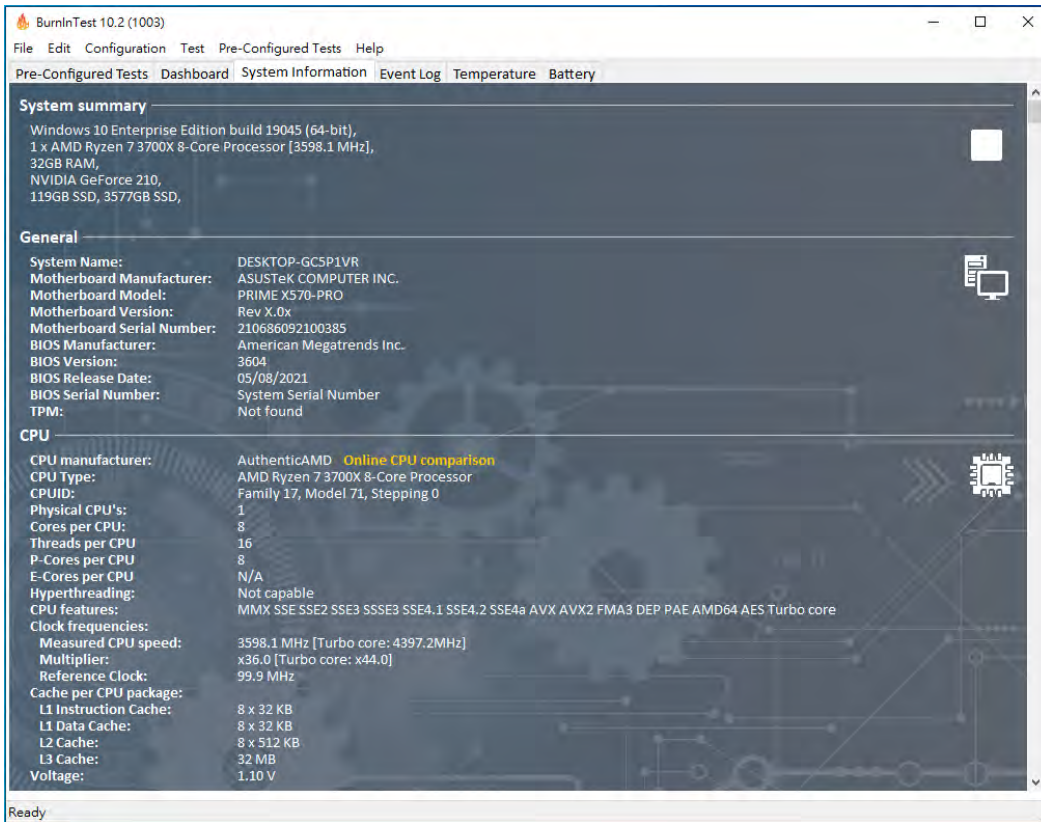 BurnInTest 10.2 (1003)
File Edit Configuration Test Pre-Configured Tests Help
Pre-Configured Tests Dashboard System Information Event Log Temperature Battery
System summary
Windows 10 Enterprise Edition build 19045 (64-bit),
1 x AMD Ryzen 7 3700X 8-Core Processor [3598.1 MHz],
32GB RAM,
NVIDIA GeForce 210,
119GB SSD, 3577GB SSD,
General
System Name: DESKTOP-GC5P1VR
Motherboard Manufacturer: ASUSTeK COMPUTER INC.
Motherboard Model: PRIME X570-PRO
Motherboard Version: Rev X.0x
Motherboard Serial Number: 210686092100385
BIOS Manufacturer: American Megatrends Inc.
BIOS Version: 3604
BIOS Release Date: 05/08/2021
BIOS Serial Number: System Serial Number
TPM: Not found
CPU
CPU manufacturer: AuthenticAMD Online CPU comparison
CPU Type: AMD Ryzen 7 3700X 8-Core Processor
CPUID: Family 17, Model 71, Stepping 0
Physical CPU's: 1
Cores per CPU: 8
Threads per CPU 16
P-Cores per CPU 8
E-Cores per CPU N/A
Hyperthreading: Not capable
CPU features: MMX SSE SSE2 SSE3 SSSE3 SSE4.1 SSE4.2 SSE4a AVX AVX2 FMA3 DEP PAE AMD64 AES Turbo core
Clock frequencies:
Measured CPU speed: 3598.1 MHz [Turbo core: 4397.2MHz]
Multiplier: x36.0 [Turbo core: x44.0]
Reference Clock: 99.9 MHz
Cache per CPU package:
L1 Instruction Cache: 8 x 32 KB
L1 Data Cache: 8 x 32 KB
L2 Cache: 8 x 512 KB
L3 Cache: 32 MB
Voltage: 1.10 V
Ready